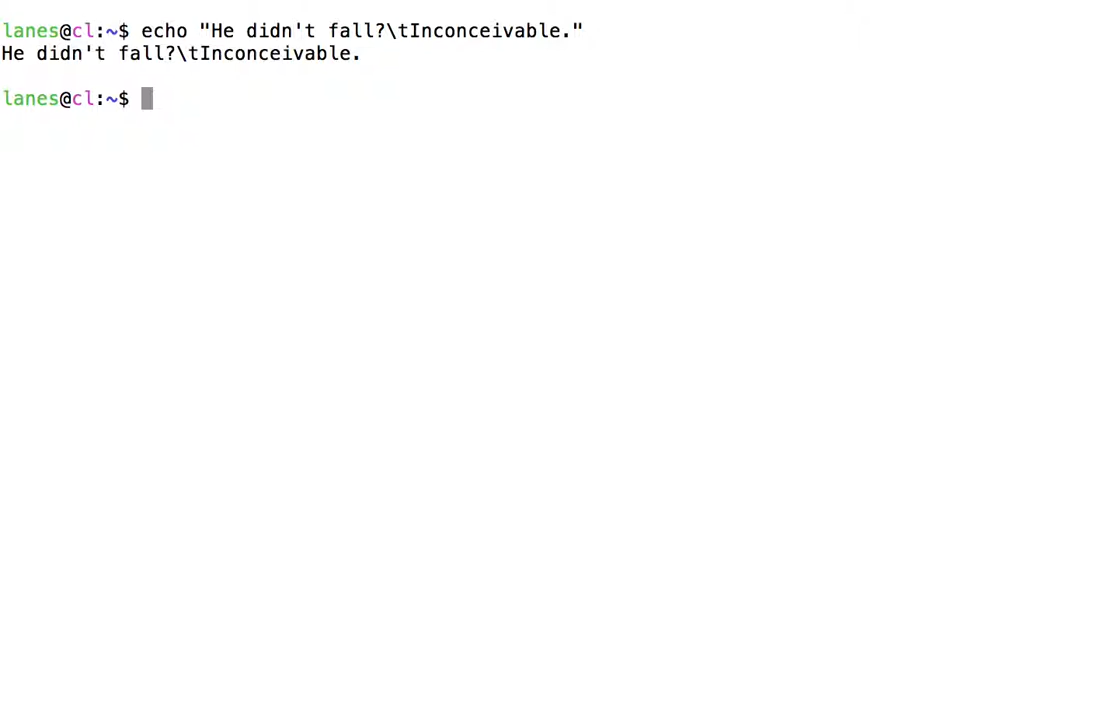 lanes@cl:~$ echo "He didn't fall?\tInconceivable."
He didn't fall?\tInconceivable.
lanes@cl:~$